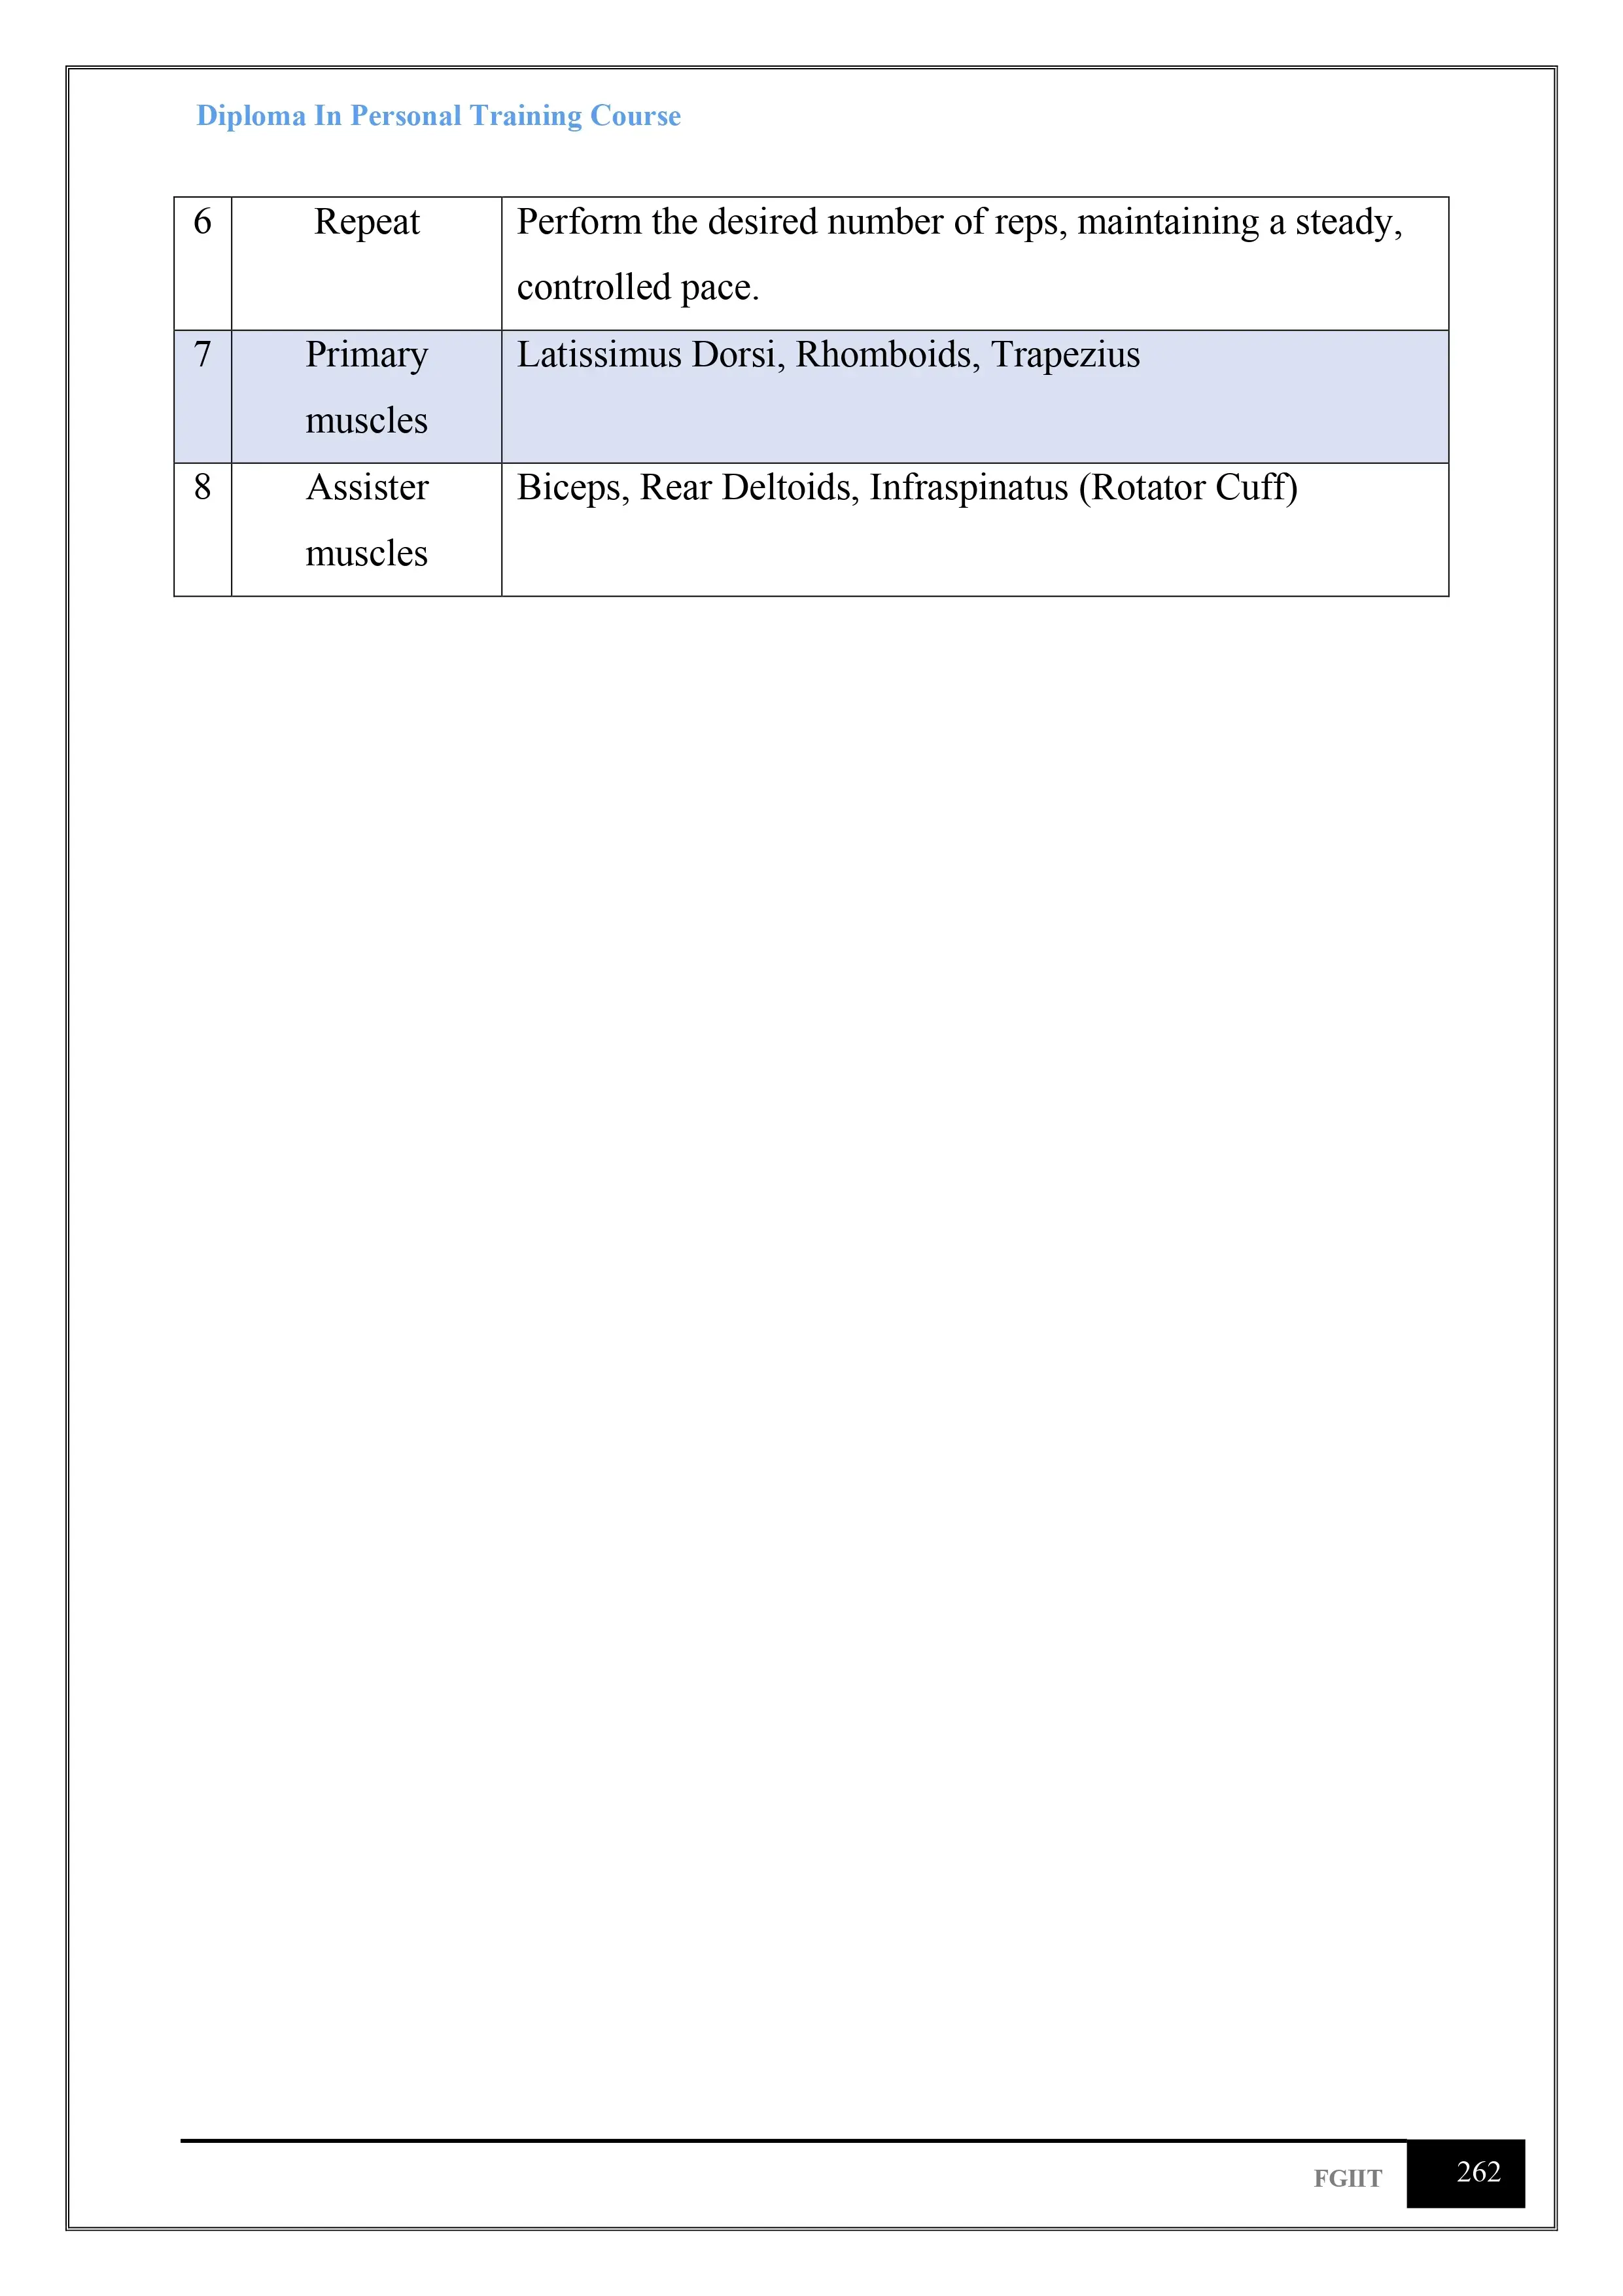 Diploma In Personal Training Course
6 Repeat Perform the desired number of reps, maintaining a steady,
controlled pace.
7 Primary Latissimus Dorsi, Rhomboids, Trapezius
muscles
8 Assister Biceps, Rear Deltoids, Infraspinatus (Rotator Cuff)
muscles
FGIIT 262